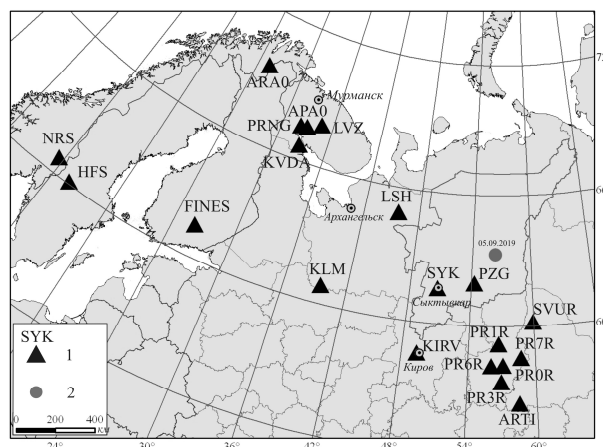 72
ARA0
Мурманск
APA0
PRNG
LVZ
KVDA
NRS
HFS
LSH
Архангельск
FINES
05.09.2019
KLM
SYK
PZG
Сыктывкар
SVUR
SYK
1
2
0 200 400
КМ
PR1R
PR7R
KIRV
Киров
PR6R
PR0R
PR3R
ARTI
24°
30°
36°
42°
48°
54°
60°